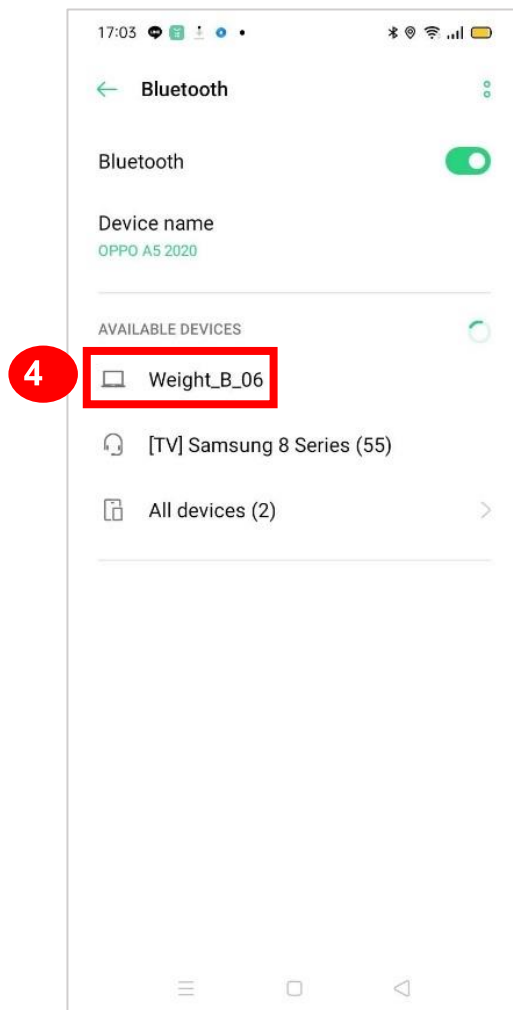 17:03
Bluetooth
Bluetooth
Device name
OPPO A5 2020
AVAILABLE DEVICES
4
Weight_B_06
[TV] Samsung 8 Series (55)
All devices (2)